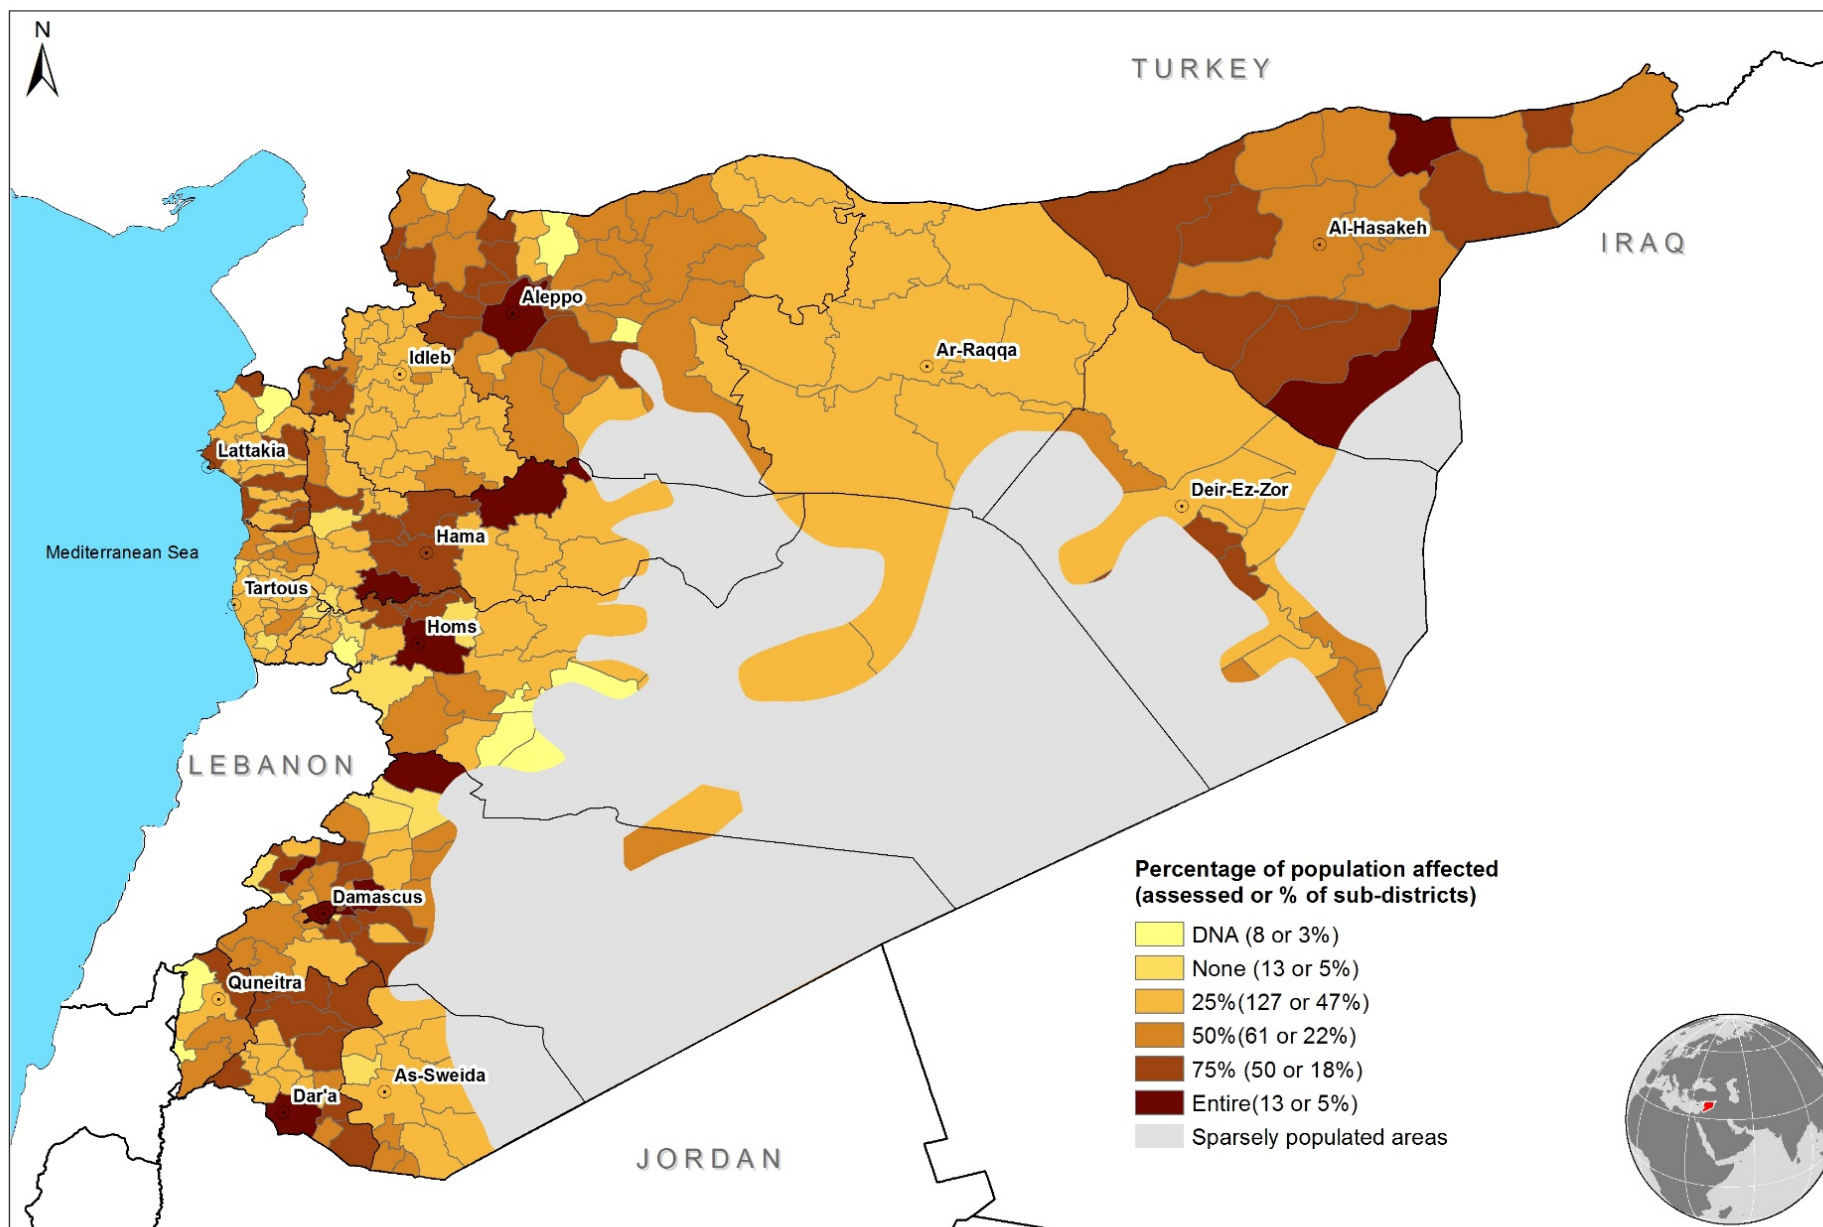 N
TURKEY
IRAQ
Al-Hasakeh
Aleppo
Idleb
Ar-Raqqa
Lattakia
Deir-Ez-Zor
Hama
Mediterranean Sea
Tartous
Homs
LEBANON
Damascus
Quneitra
As-Sweida
Dar'a
JORDAN
Percentage of population affected
(assessed or % of sub-districts)
DNA (8 or 3%)
None (13 or 5%)
25%(127 or 47%)
50%(61 or 22%)
75% (50 or 18%)
Entire(13 or 5%)
Sparsely populated areas